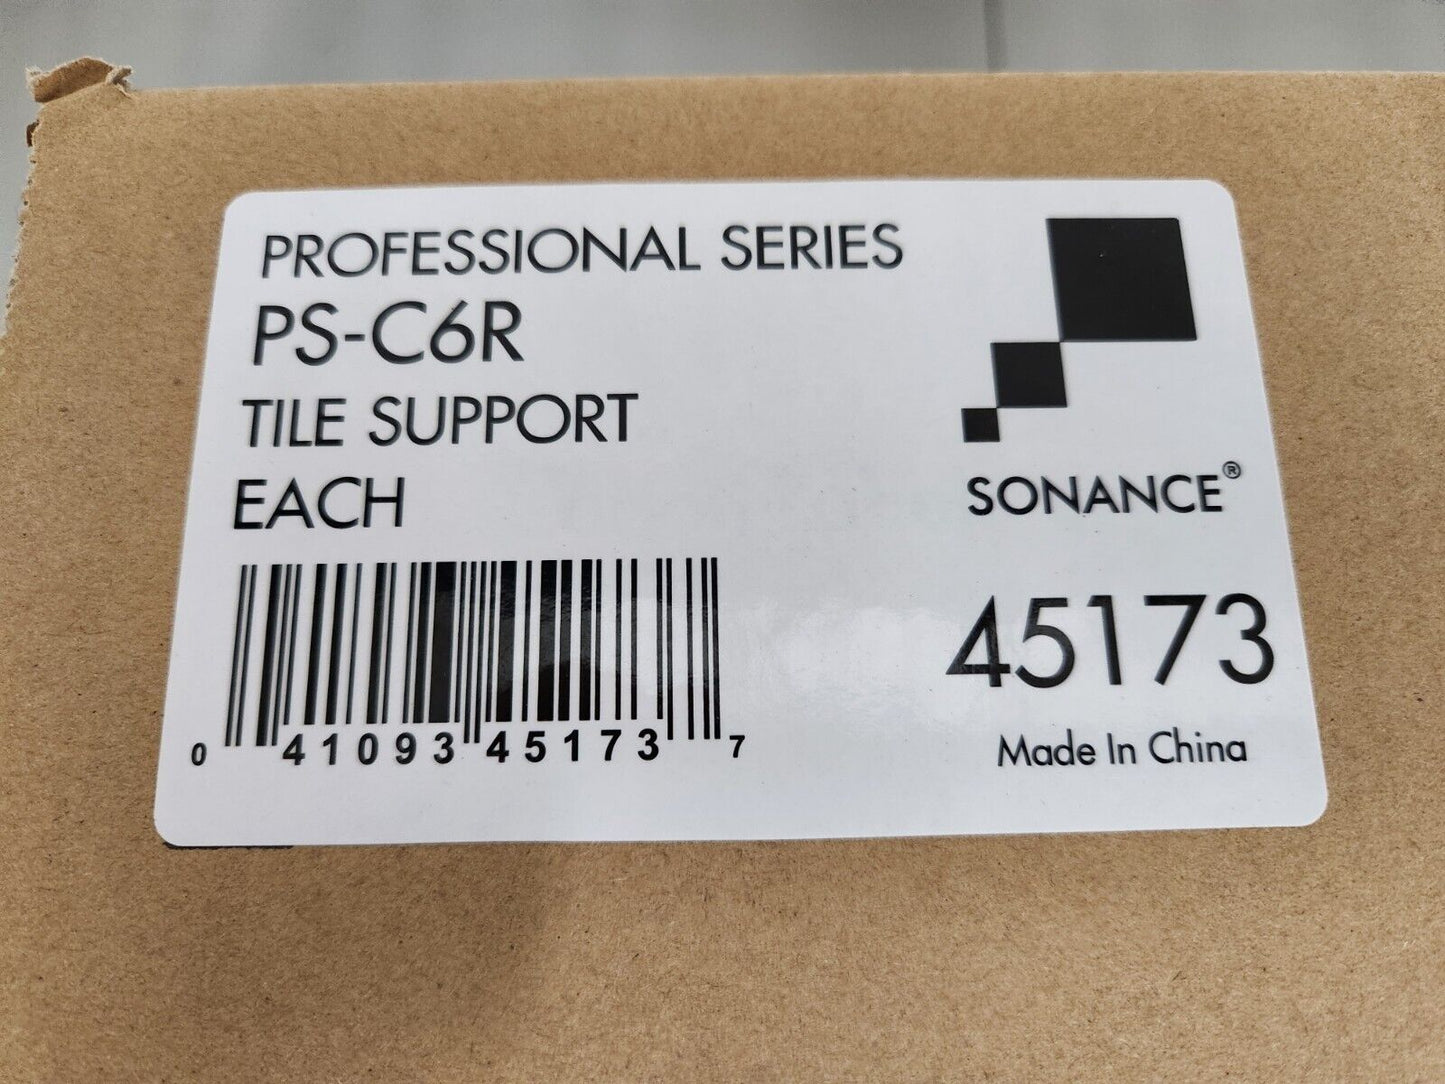 PROFESSIONAL SERIES
PS-C6R
TILE SUPPORT
EACH
SONANCE®
45173
Made In China
0 41093 45173 7